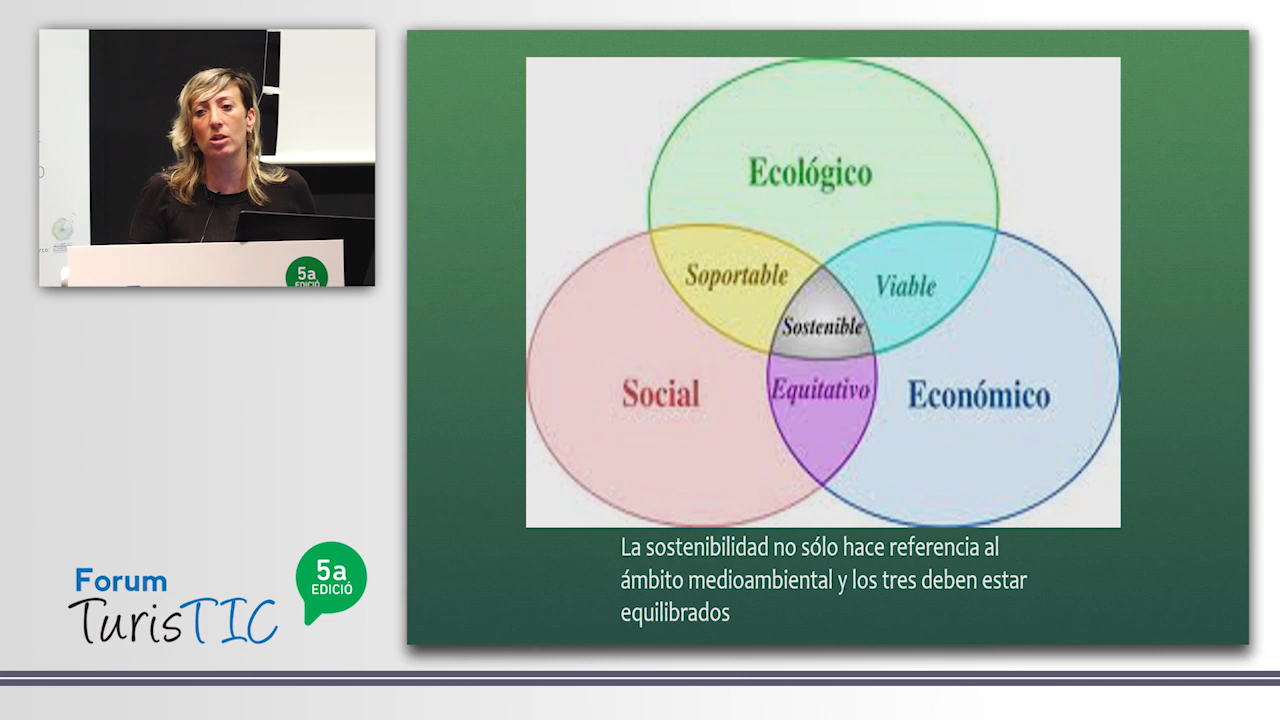 5a
EDICIÓ
Ecológico
Soportable
Viable
Sostenible
Social
Equitativo
Económico
La sostenibilidad no sólo hace referencia al
ámbito medioambiental y los tres deben estar
equilibrados
Forum
TurisTIC
5a
EDICIÓ